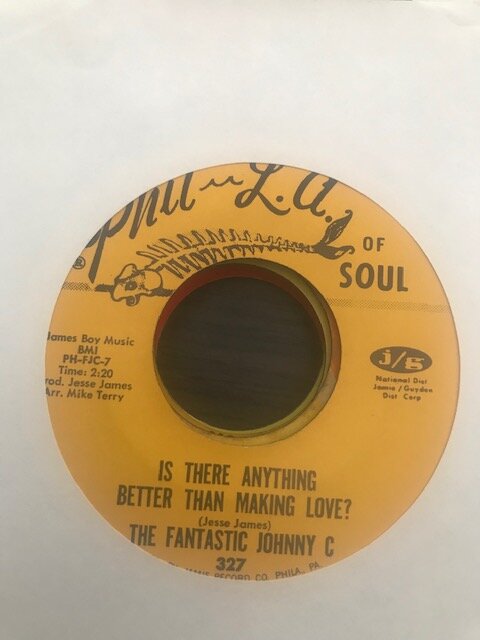 Phil-L.A.
OF
SOUL
®
James Boy Music
BMI
PH-FJC-7
Time: 2:20
rod. Jesse James
Arr. Mike Terry
j/g
National Dist
Jamie/Guyden
Dist Corp
IS THERE ANYTHING
BETTER THAN MAKING LOVE?
(Jesse James)
THE FANTASTIC JOHNNY C
327
RECORD CO. PHILA. PA.